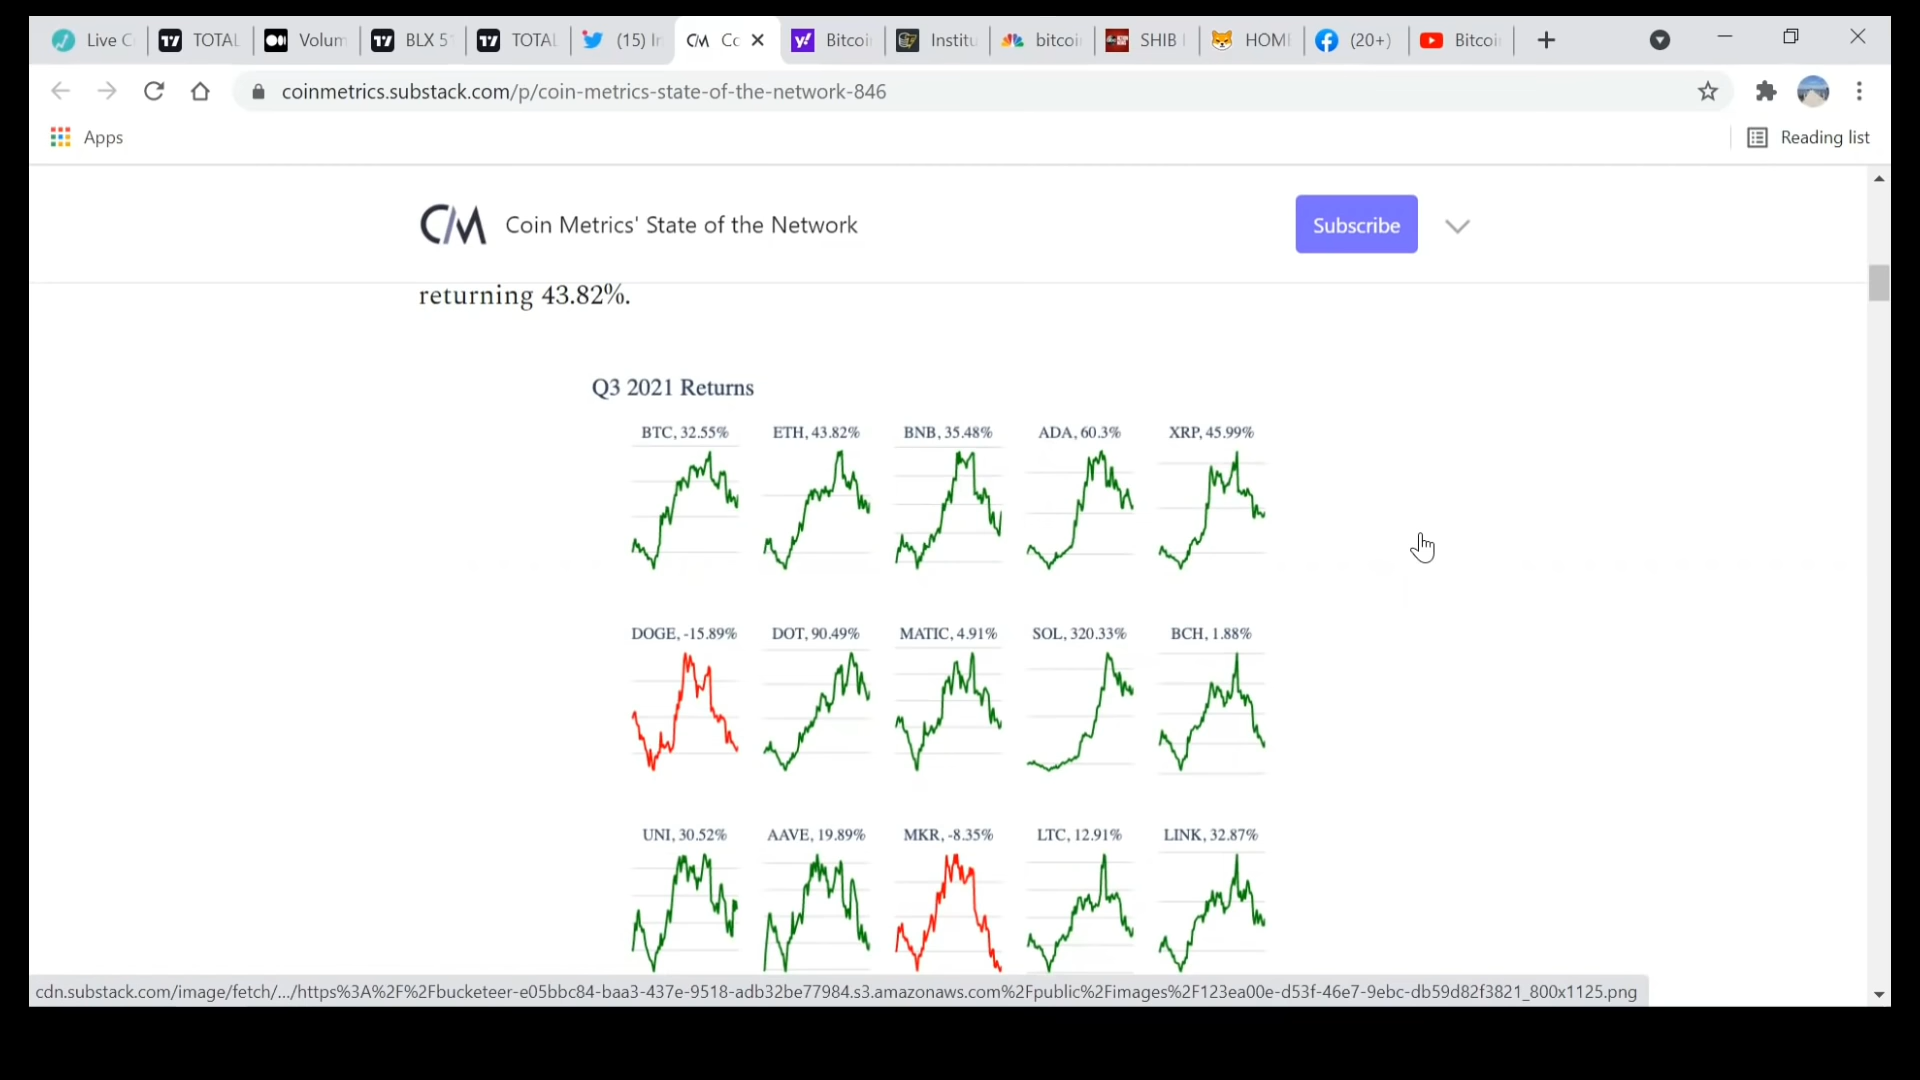 Live C TOTAL Volum BLX 5 TOTAL (15) In Co Bitcoi Institu bitcoi SHIB HOME (20+) Bitcoi
coinmetrics.substack.com/p/coin-metrics-state-of-the-network-846
Apps
Reading list
CM Coin Metrics' State of the Network
Subscribe
returning 43.82%.
Q3 2021 Returns
BTC, 32.55% ETH, 43.82% BNB, 35.48% ADA, 60.3% XRP, 45.99%
DOGE, -15.89% DOT, 90.49% MATIC, 4.91% SOL, 320.33% BCH, 1.88%
UNI, 30.52% AAVE, 19.89% MKR, -8.35% LTC, 12.91% LINK, 32.87%
cdn.substack.com/image/fetch/.../https%3A%2F%2Fbucketeer-e05bbc84-baa3-437e-9518-adb32be77984.s3.amazonaws.com%2Fpublic%2Fimages%2F123ea00e-d53f-46e7-9ebc-db59d82f3821_800x1125.png